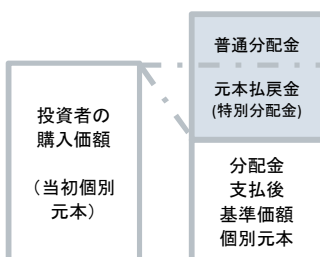 普通分配金
元本払戻金
(特別分配金)
投資者の
購入価額
（当初個別
元本）
分配金
支払後
基準価額
個別元本